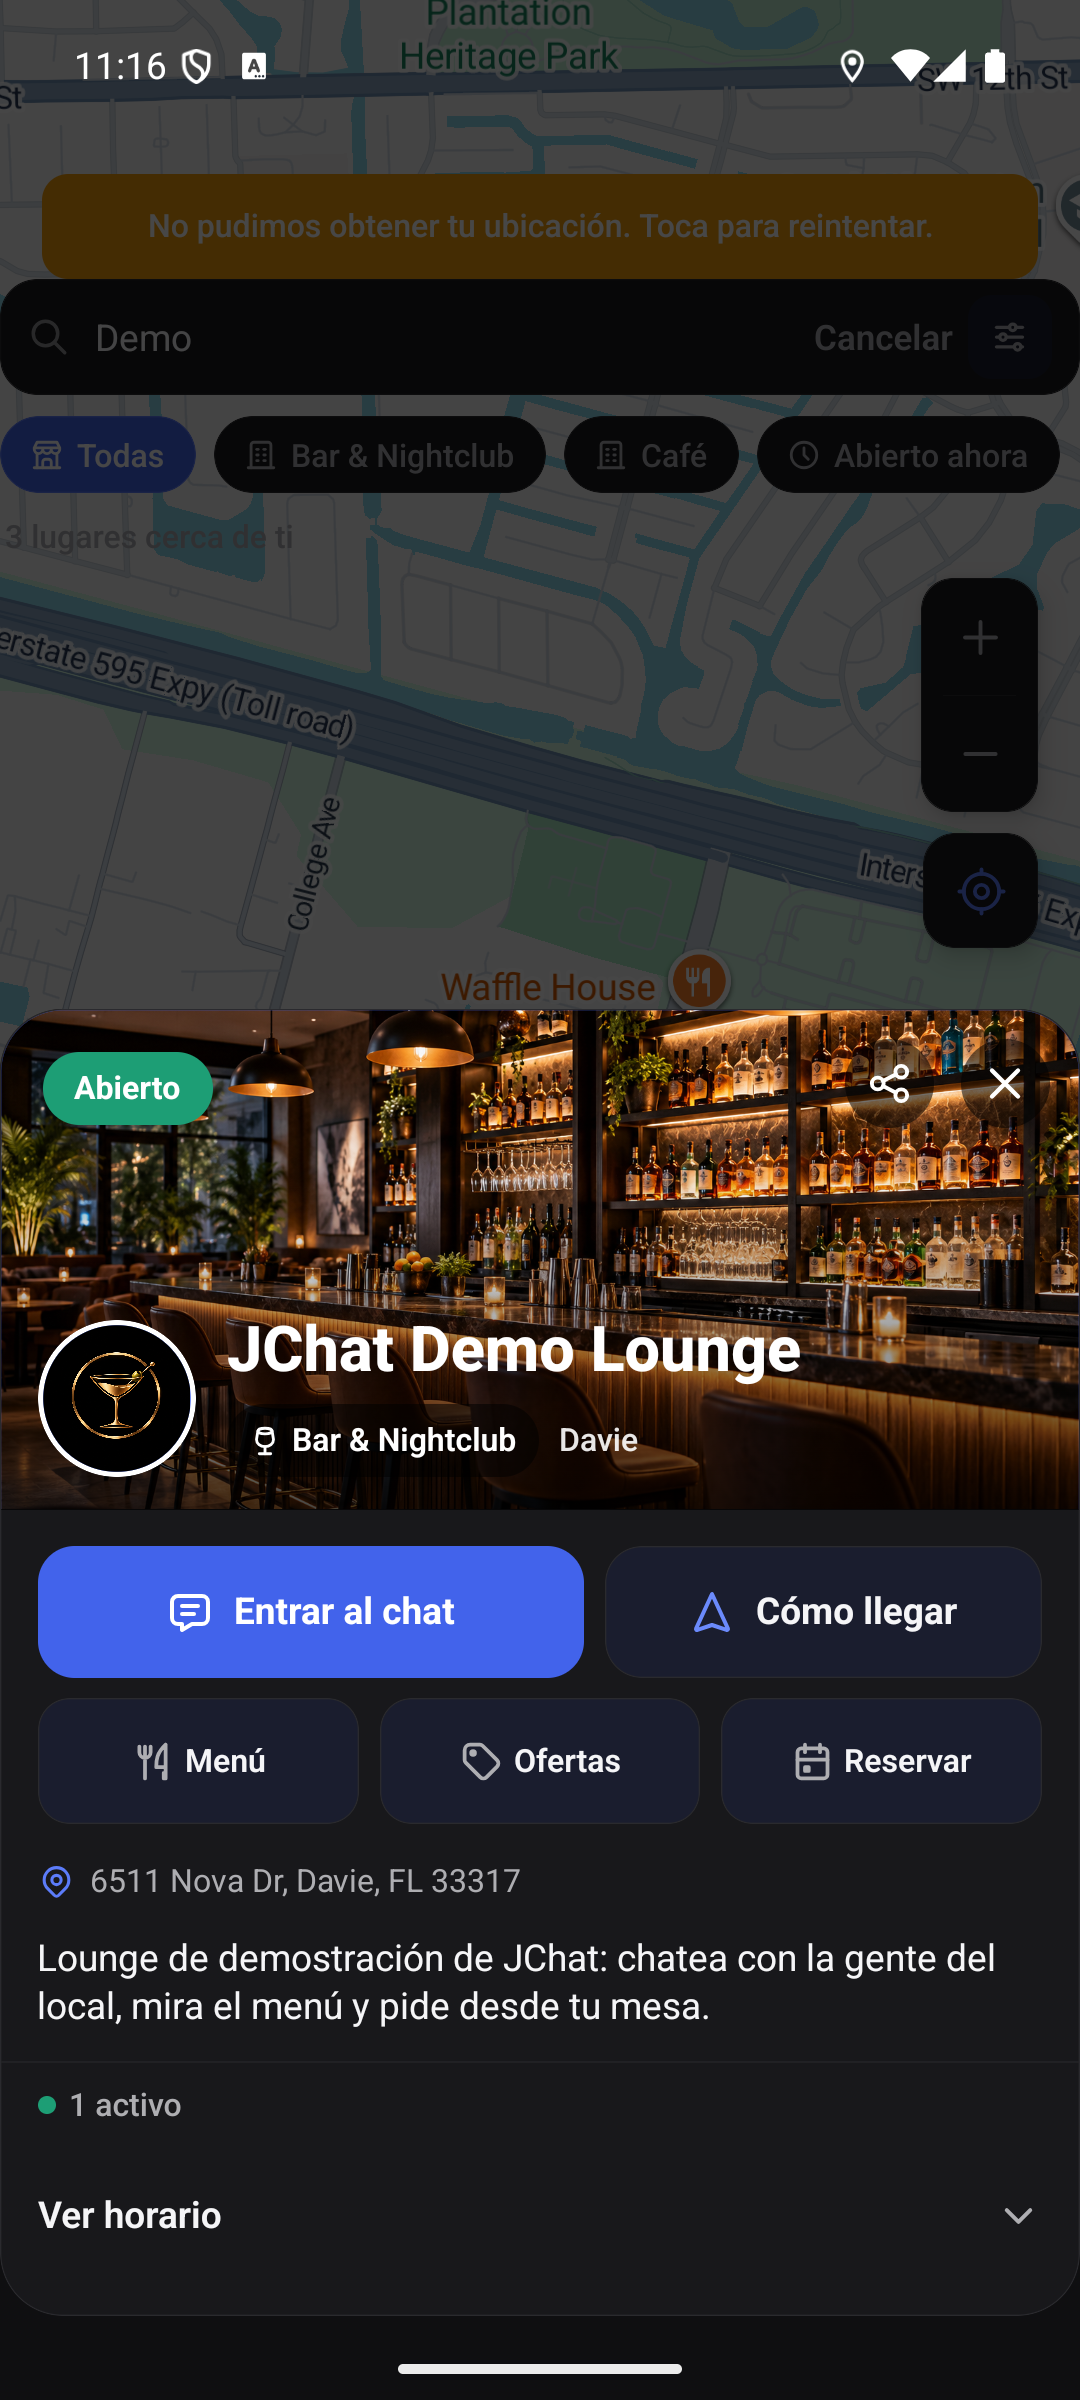 Plantation
Heritage Park
11:16
SW 12th St
St
No pudimos obtener tu ubicación. Toca para reintentar.
Demo
Cancelar
Todas
Bar & Nightclub
Café
Abierto ahora
3 lugares cerca de ti
erstate 595 Expy (Toll road)
College Ave
Inters
Exp
Waffle House
Abierto
JChat Demo Lounge
Bar & Nightclub
Davie
Entrar al chat
Cómo llegar
Menú
Ofertas
Reservar
6511 Nova Dr, Davie, FL 33317
Lounge de demostración de JChat: chatea con la gente del
local, mira el menú y pide desde tu mesa.
1 activo
Ver horario